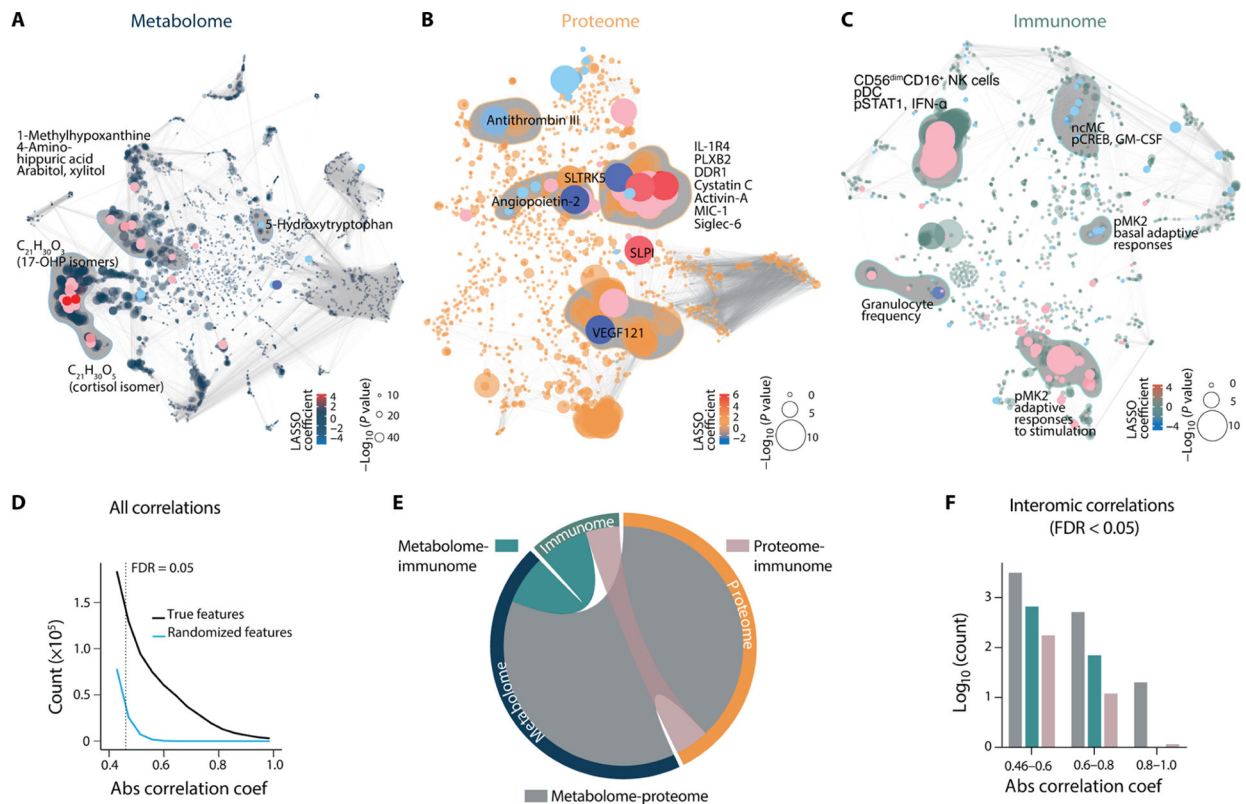 A
Metabolome
1-Methylhypoxanthine
4-Amino-
hippuric acid
Arabitol, xylitol
5-Hydroxytryptophan
C21H30O3
(17-OHP isomers)
C21H30O5
(cortisol isomer)
LASSO
coefficient
4
2
0
−2
−4
−Log10 (P value)
10
20
40
B
Proteome
Antithrombin III
SLTRK5
Angiopoietin-2
IL-1R4
PLXB2
DDR1
Cystatin C
Activin-A
MIC-1
Siglec-6
SLPI
VEGF121
LASSO
coefficient
6
4
2
0
−2
−Log10 (P value)
0
5
10
C
Immunome
CD56dimCD16+, NK cells
pDC
pSTAT1, IFN-α
ncMC
pCREB, GM-CSF
pMK2
basal adaptive
responses
Granulocyte
frequency
pMK2
adaptive
responses
to stimulation
LASSO
coefficient
4
2
0
−2
−4
−Log10 (P value)
0
5
10
D
All correlations
FDR = 0.05
True features
Randomized features
Count (×10⁵)
1.5
1.0
0.5
0
0.4
0.6
0.8
1.0
Abs correlation coef
E
Metabolome-
immunome
Immunome
Proteome-
immunome
Proteome
Metabolome
Metabolome-proteome
F
Interomic correlations
(FDR < 0.05)
Log10 (count)
3
2
1
0
0.46–0.6
0.6–0.8
0.8–1.0
Abs correlation coef